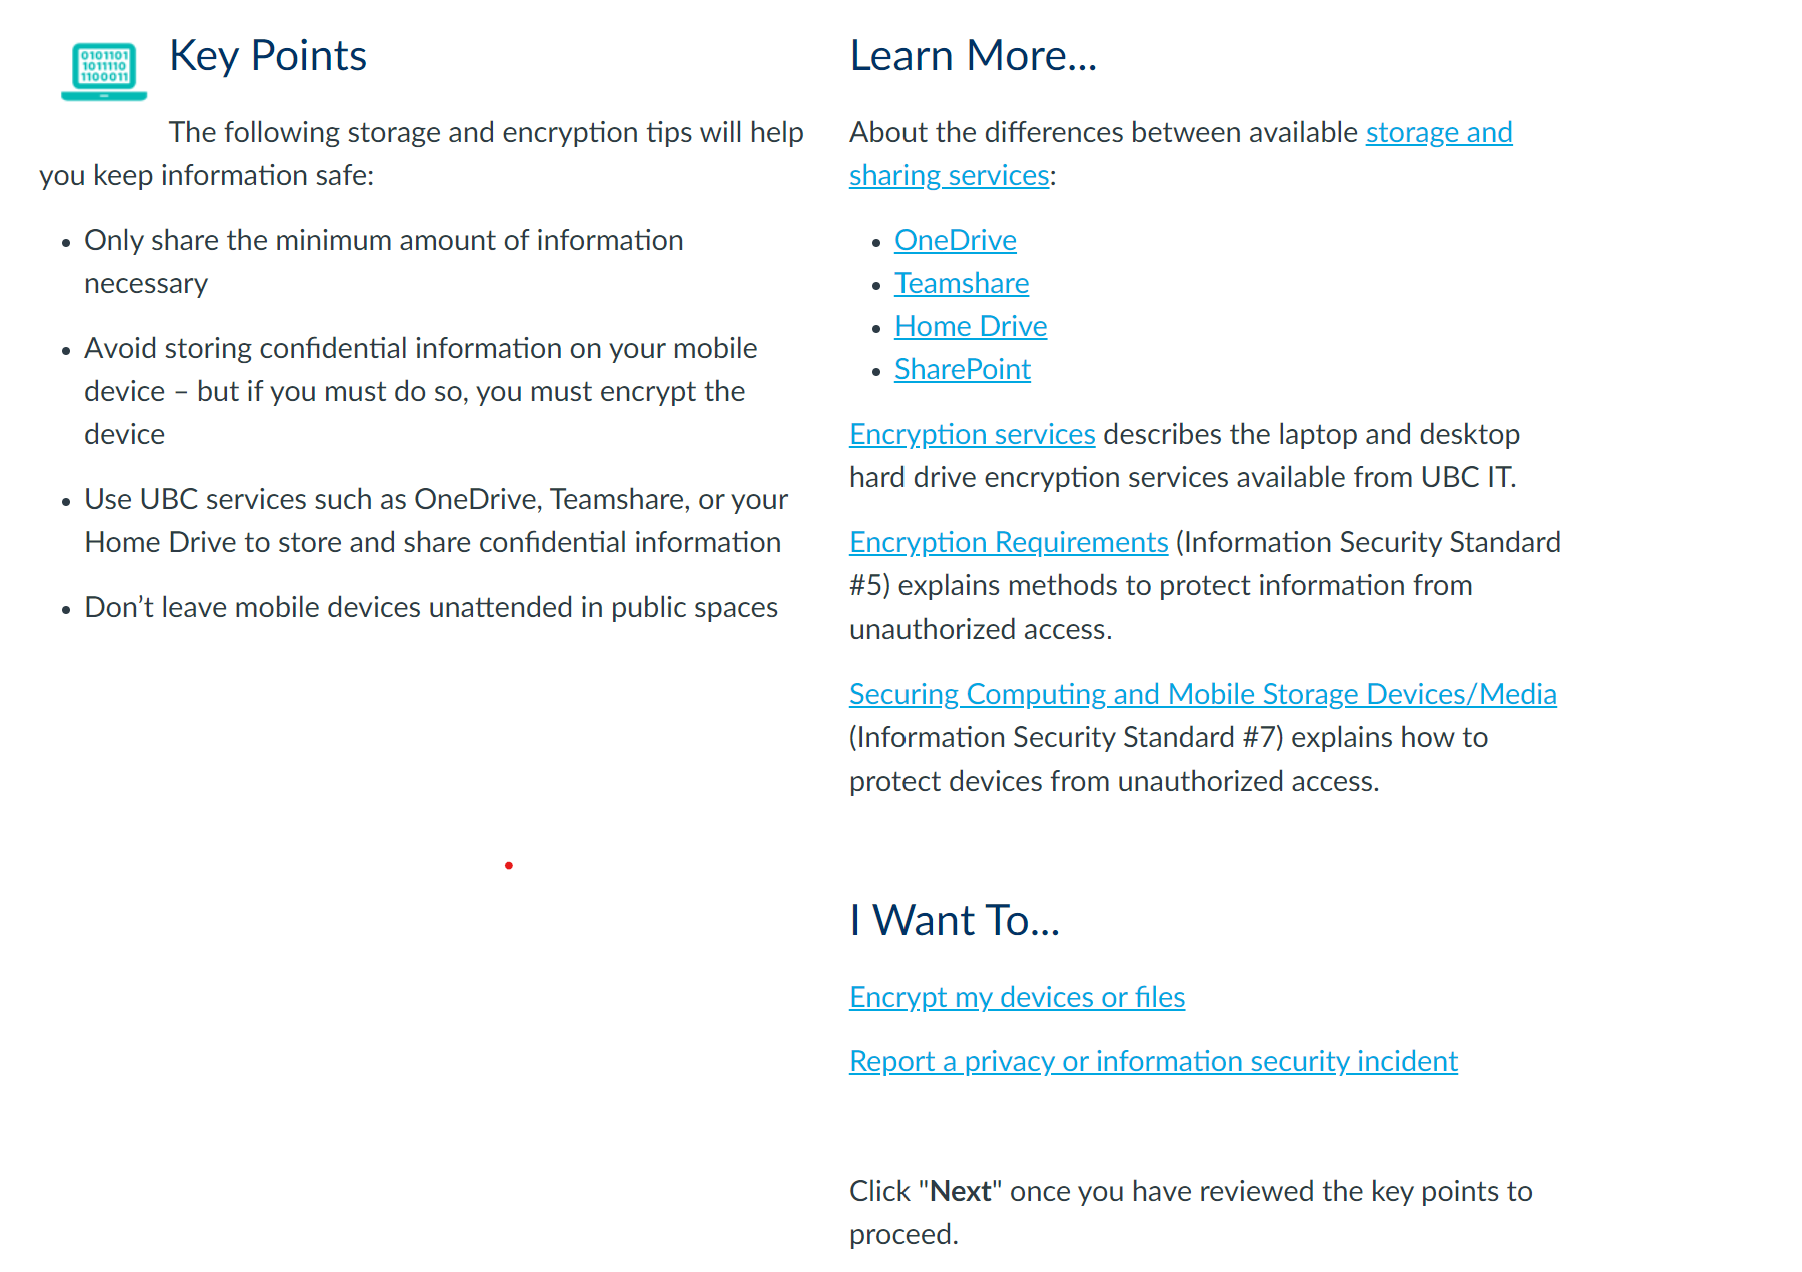 0101101
1011110
1100011
Key Points
The following storage and encryption tips will help
you keep information safe:
• Only share the minimum amount of information
necessary
• Avoid storing confidential information on your mobile
device – but if you must do so, you must encrypt the
device
• Use UBC services such as OneDrive, Teamshare, or your
Home Drive to store and share confidential information
• Don’t leave mobile devices unattended in public spaces
Learn More...
About the differences between available storage and
sharing services:
• OneDrive
• Teamshare
• Home Drive
• SharePoint
Encryption services describes the laptop and desktop
hard drive encryption services available from UBC IT.
Encryption Requirements (Information Security Standard
#5) explains methods to protect information from
unauthorized access.
Securing Computing and Mobile Storage Devices/Media
(Information Security Standard #7) explains how to
protect devices from unauthorized access.
I Want To...
Encrypt my devices or files
Report a privacy or information security incident
Click "Next" once you have reviewed the key points to
proceed.